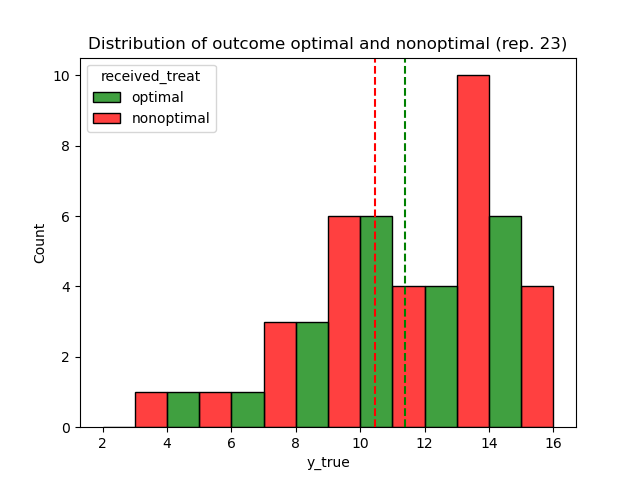 Distribution of outcome optimal and nonoptimal (rep. 23)
received_treat
optimal
nonoptimal
10
8
6
4
2
0
Count
2 4 6 8 10 12 14 16
y_true